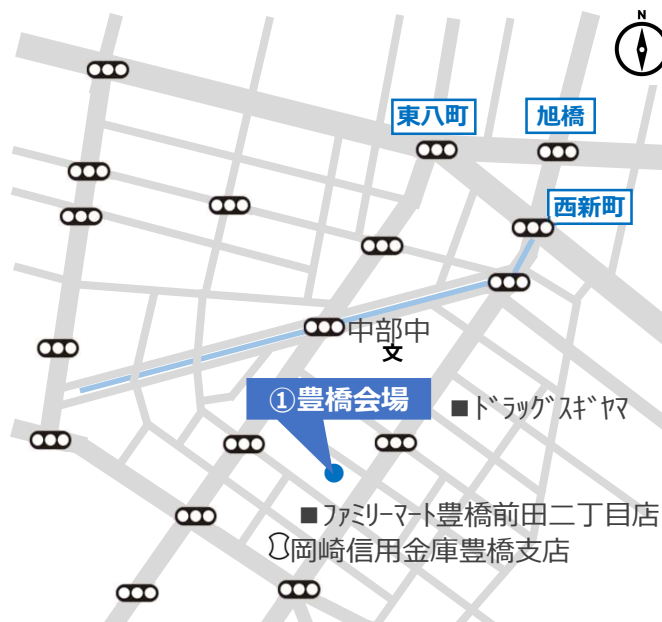 N
東八町
旭橋
西新町
中部中
文
①豊橋会場
■ﾄﾞﾗｯｸﾞｽｷﾞﾔﾏ
■ﾌｧﾐﾘｰﾏｰﾄ豊橋前田二丁目店
岡崎信用金庫豊橋支店